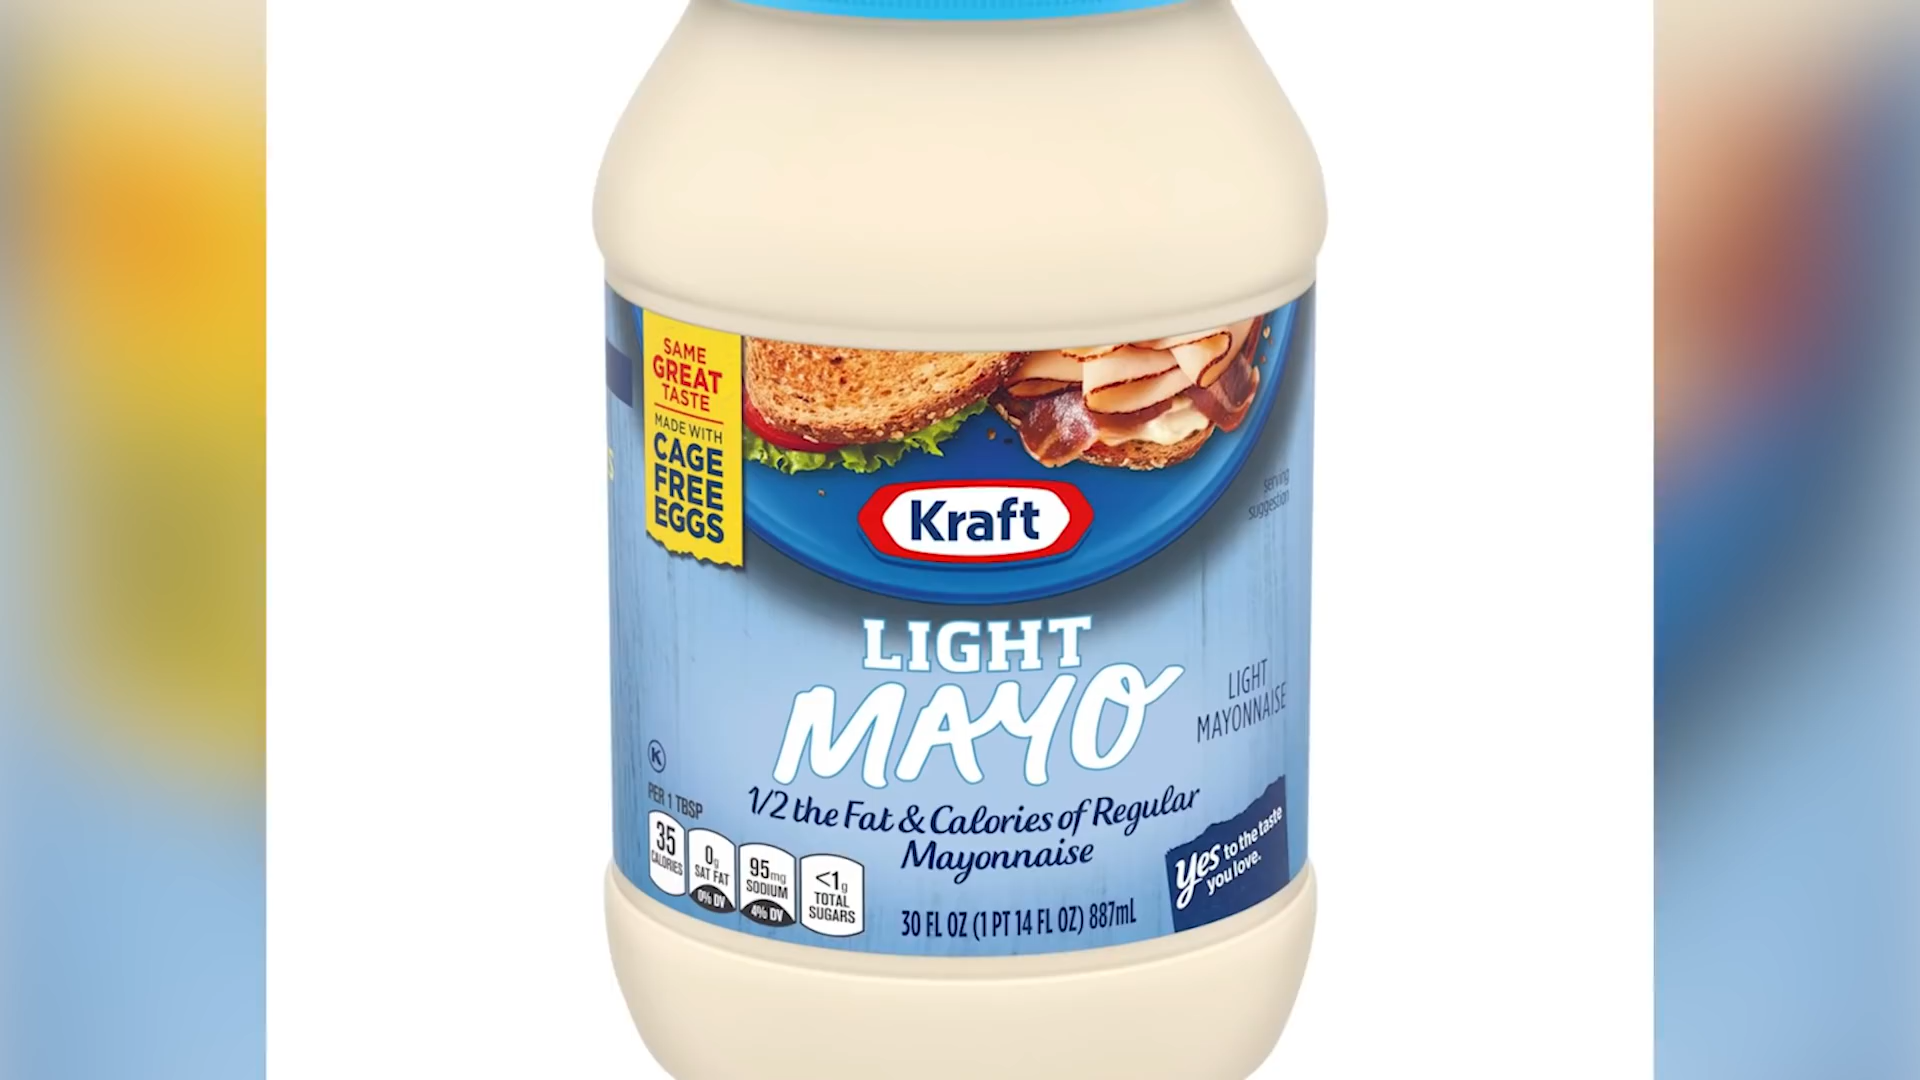 SAME
GREAT
TASTE
MADE WITH
CAGE
FREE
EGGS
Kraft
serving
suggestion
LIGHT
MAYO
LIGHT
MAYONNAISE
1/2 the Fat & Calories of Regular
Mayonnaise
K
PER 1 TBSP
35
CALORIES
0g
SAT FAT
0% DV
95mg
SODIUM
4% DV
<1g
TOTAL
SUGARS
30 FL OZ (1 PT 14 FL OZ) 887mL
Yes to the taste
you love.